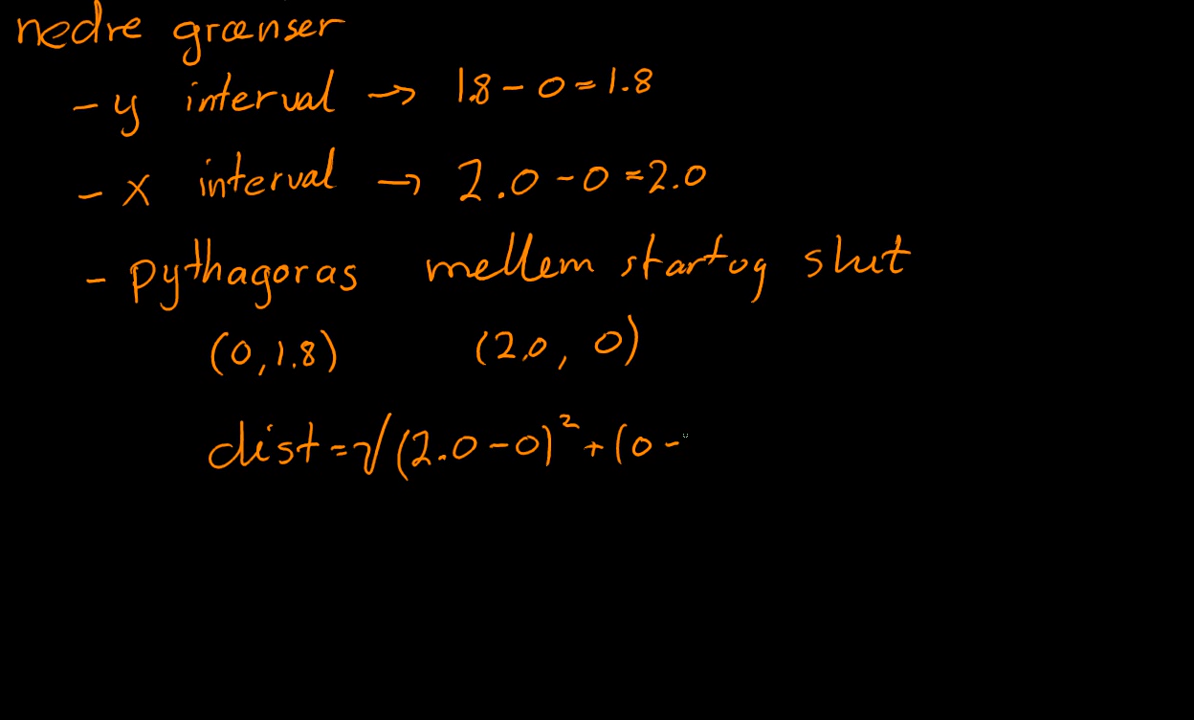 nedre grænser
- y interval → 1.8 - 0 = 1.8
- x interval → 2.0 - 0 = 2.0
- pythagoras mellem start og slut
(0, 1.8) (2.0, 0)
dist = √(2.0 - 0)² + (0 -